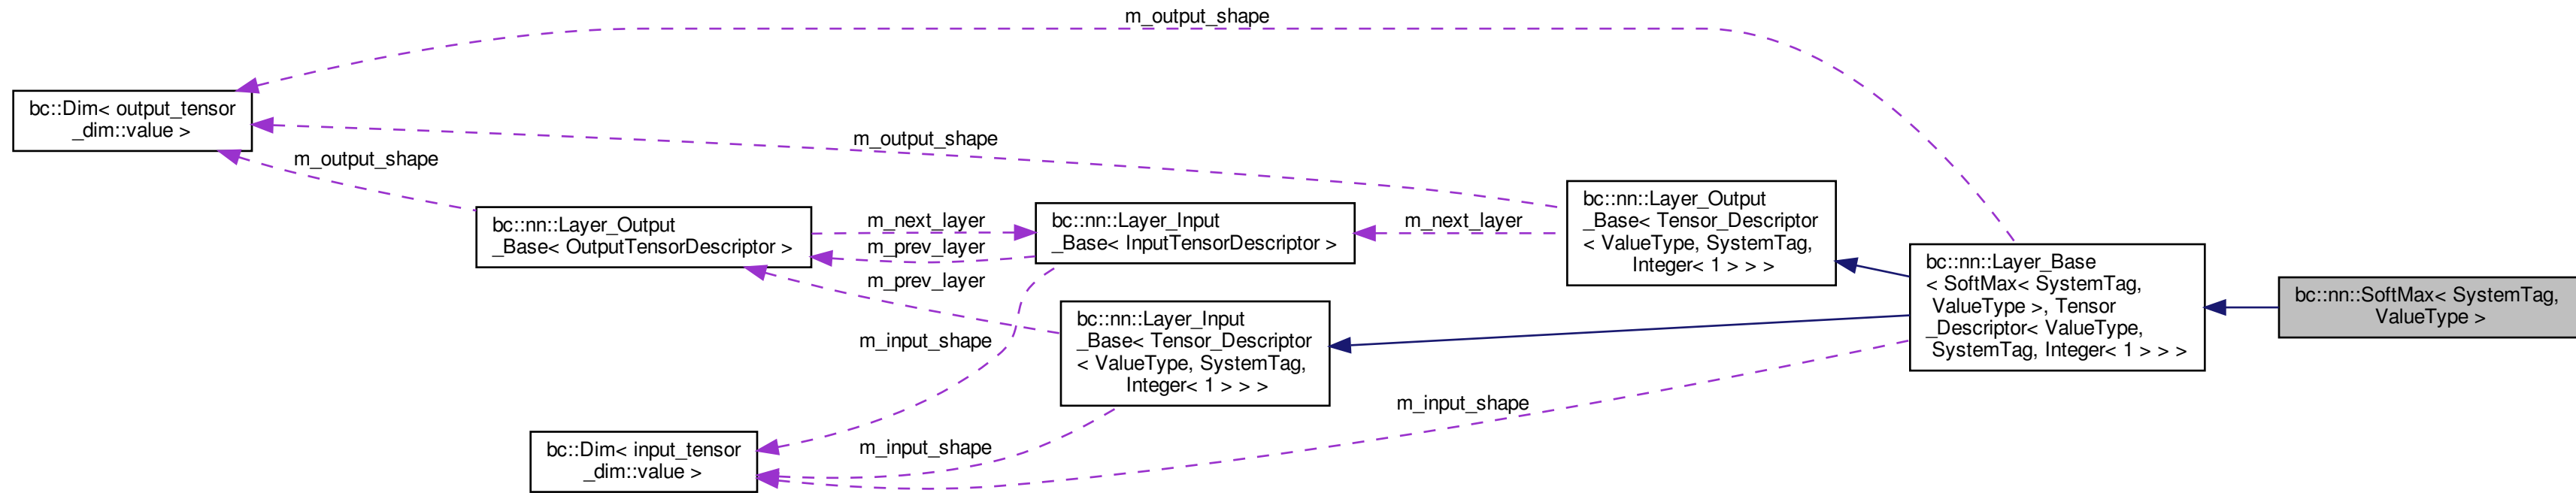 m_output_shape
bc::Dim< output_tensor
_dim::value >
m_output_shape
m_output_shape
bc::nn::Layer_Output
_Base< OutputTensorDescriptor >
m_next_layer
m_prev_layer
m_prev_layer
bc::nn::Layer_Input
_Base< InputTensorDescriptor >
m_next_layer
bc::nn::Layer_Output
_Base< Tensor_Descriptor
< ValueType, SystemTag,
Integer< 1 > > >
bc::nn::Layer_Base
< SoftMax< SystemTag,
ValueType >, Tensor
_Descriptor< ValueType,
SystemTag, Integer< 1 > > >
bc::nn::SoftMax< SystemTag,
ValueType >
m_input_shape
bc::nn::Layer_Input
_Base< Tensor_Descriptor
< ValueType, SystemTag,
Integer< 1 > > >
m_input_shape
bc::Dim< input_tensor
_dim::value >
m_input_shape